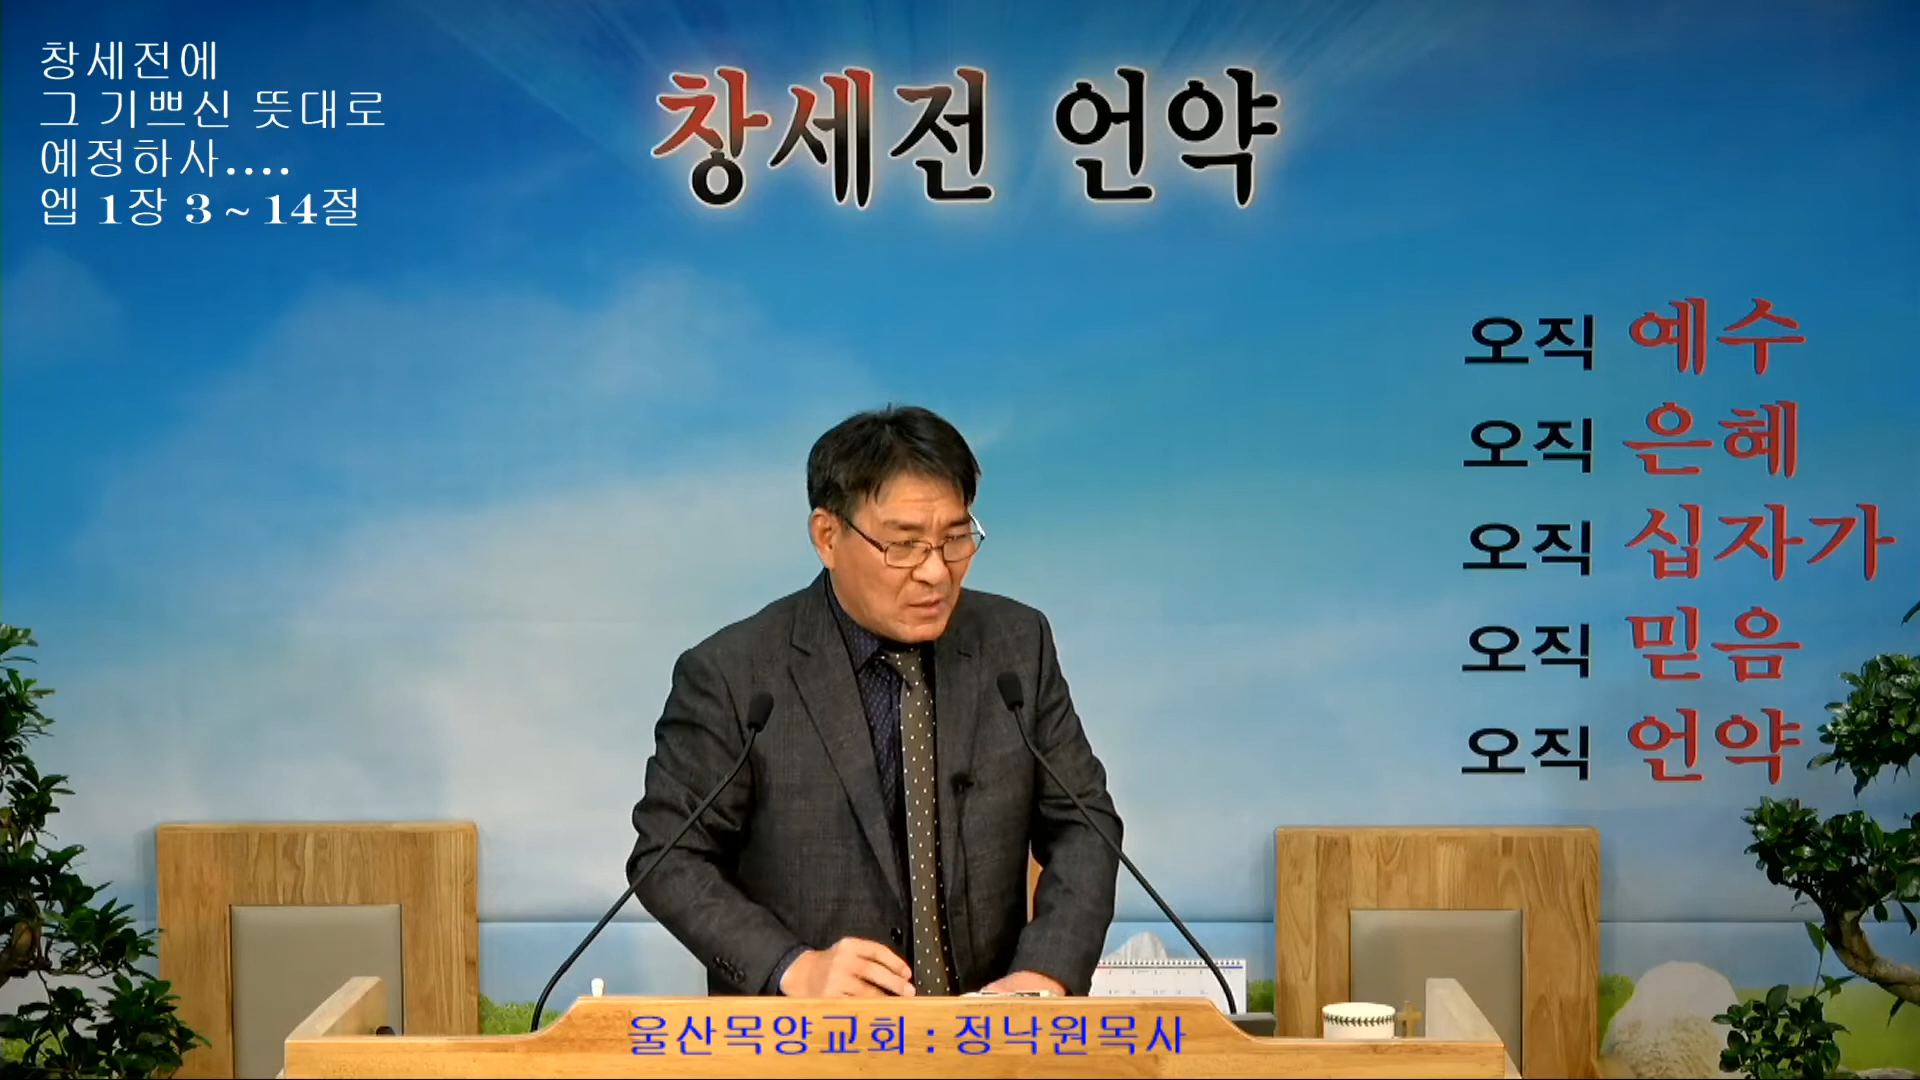 창세전에
그 기쁘신 뜻대로
예정하사....
엡 1장 3 ~ 14절
창세전 언약
오직 예수
오직 은혜
오직 십자가
오직 믿음
오직 언약
울산목양교회 : 정낙원목사